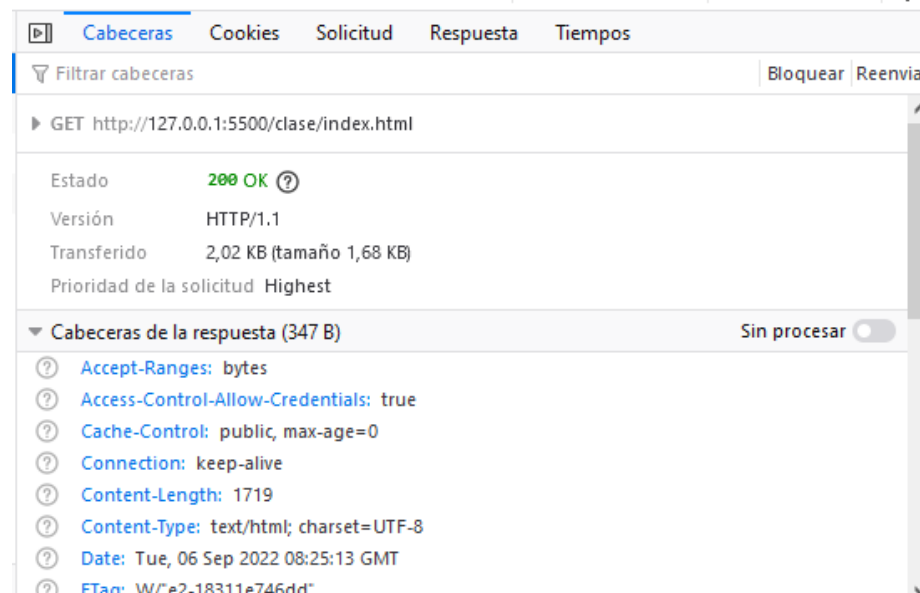 Cabeceras Cookies Solicitud Respuesta Tiempos
Filtrar cabeceras Bloquear Reenvia
GET http://127.0.0.1:5500/clase/index.html
Estado 200 OK
Versión HTTP/1.1
Transferido 2,02 KB (tamaño 1,68 KB)
Prioridad de la solicitud Highest
Cabeceras de la respuesta (347 B) Sin procesar
Accept-Ranges: bytes
Access-Control-Allow-Credentials: true
Cache-Control: public, max-age=0
Connection: keep-alive
Content-Length: 1719
Content-Type: text/html; charset=UTF-8
Date: Tue, 06 Sep 2022 08:25:13 GMT
ETag: W/"e2-18311e746dd"